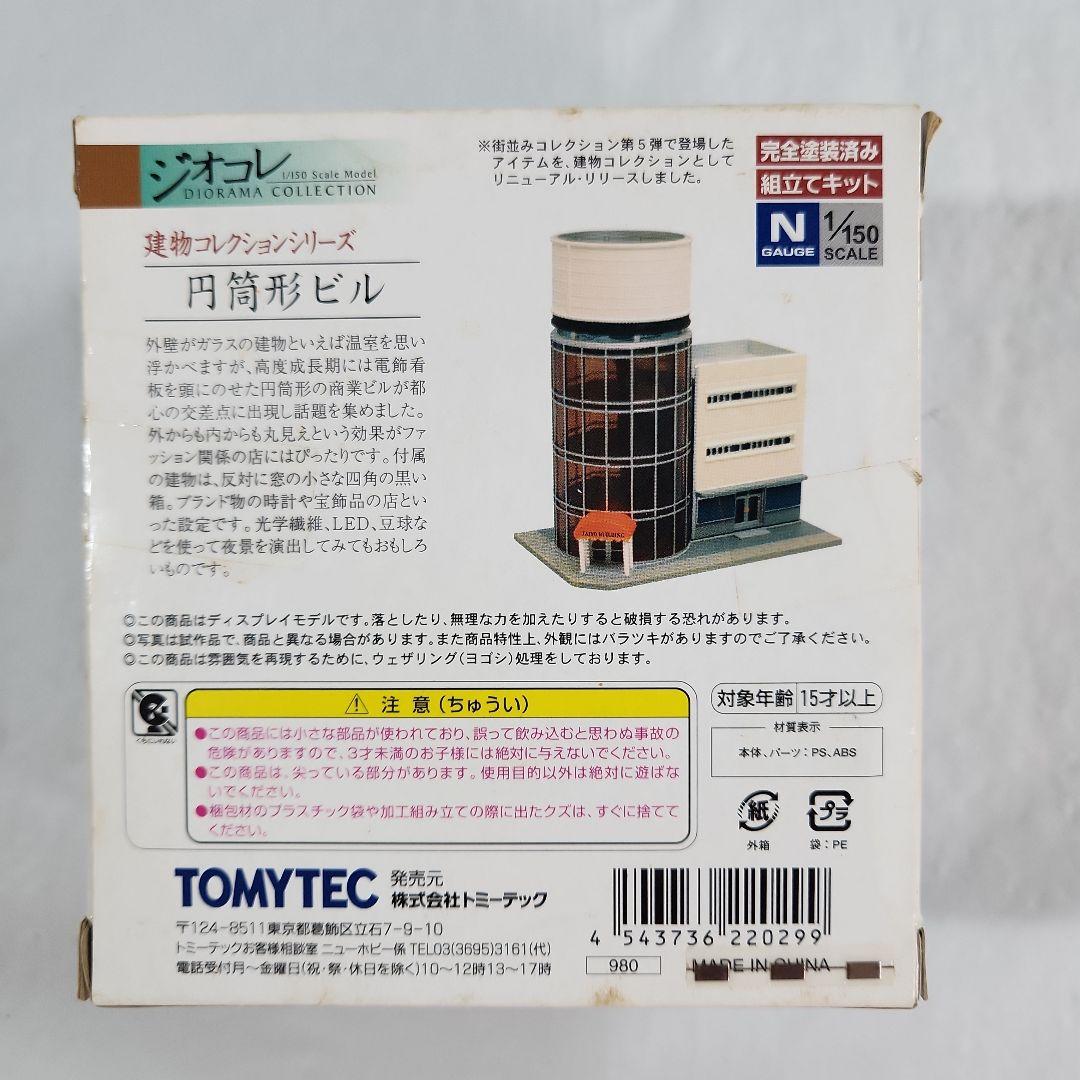 ジオコレ
1/150 Scale Model
DIORAMA COLLECTION
※街並みコレクション第5弾で登場した
アイテムを、建物コレクションとして
リニューアル・リリースしました。
完全塗装済み
組立てキット
N
GAUGE
1/150
SCALE
建物コレクションシリーズ
円筒形ビル
外壁がガラスの建物といえば温室を思い
浮かべますが、高度成長期には電飾看
板を頭にのせた円筒形の商業ビルが都
心の交差点に出現し話題を集めました。
外からも内からも丸見えという効果がファ
ッション関係の店にはぴったりです。付属
の建物は、反対に窓の小さな四角の黒い
箱。ブランド物の時計や宝飾品の店とい
った設定です。光学繊維、LED、豆球な
どを使って夜景を演出してみてもおもしろ
いものです。
TAIYO BUILDING
◎この商品はディスプレイモデルです。落としたり、無理な力を加えたりすると破損する恐れがあります。
◎写真は試作品で、商品と異なる場合があります。また商品特性上、外観にはバラツキがありますのでご了承ください。
◎この商品は雰囲気を再現するために、ウェザリング(ヨゴシ)処理をしております。
くちにいれない
注意(ちゅうい)
●この商品には小さな部品が使われており、誤って飲み込むと思わぬ事故の
危険がありますので、3才未満のお子様には絶対に与えないでください。
●この商品は、尖っている部分があります。使用目的以外は絶対に遊ばな
いでください。
●梱包材のプラスチック袋や加工組み立ての際に出たクズは、すぐに捨てて
ください。
対象年齢 15才以上
材質表示
本体、パーツ:PS、ABS
紙
外箱
プラ
袋:PE
TOMYTEC
発売元
株式会社トミーテック
〒124-8511東京都葛飾区立石7-9-10
トミーテックお客様相談室 ニューホビー係 TEL03(3695)3161(代)
電話受付月〜金曜日(祝・祭・休日を除く)10〜12時13〜17時
4 543736 220299
980
MADE IN CHINA